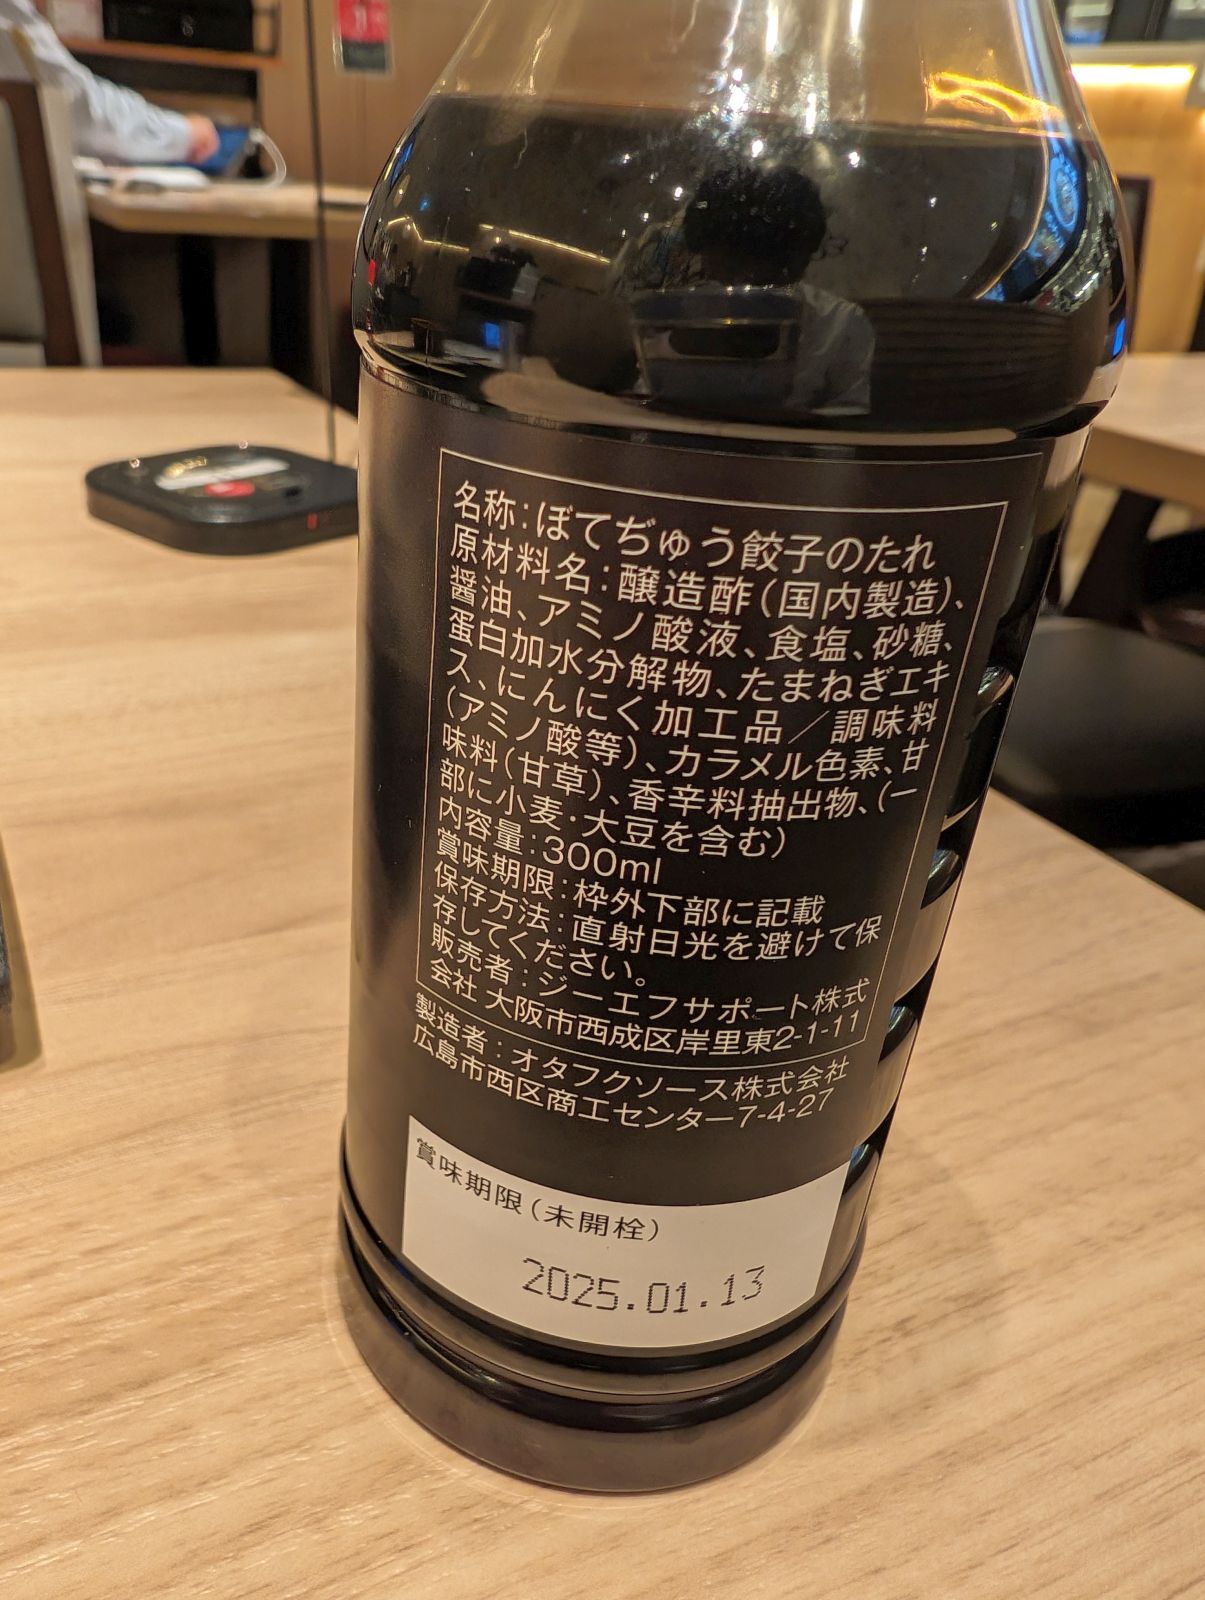 名称：ぼてぢゅう餃子のたれ
原材料名：醸造酢（国内製造）、
醤油、アミノ酸液、食塩、砂糖、
蛋白加水分解物、たまねぎエキ
ス、にんにく加工品／調味料
（アミノ酸等）、カラメル色素、甘
味料（甘草）、香辛料抽出物、（一
部に小麦・大豆を含む）
内容量：300ml
賞味期限：枠外下部に記載
保存方法：直射日光を避けて保
存してください。
販売者：ジーエフサポート株式
会社 大阪市西成区岸里東2-1-11
製造者：オタフクソース株式会社
広島市西区商工センター7-4-27
賞味期限（未開栓）
2025.01.13